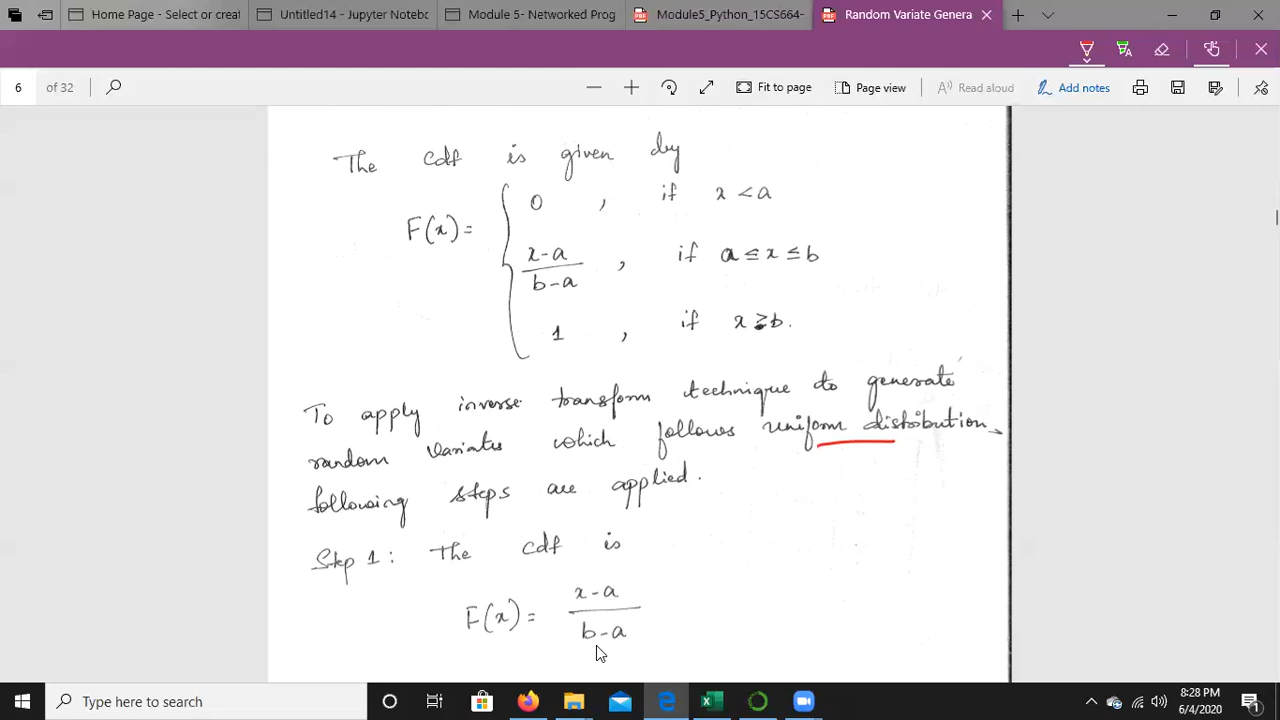 Home Page - Select or creat
Untitled14 - Jupyter Notebo
Module 5- Networked Prog
Module5_Python_15CS664-
Random Variate Genera
6 of 32
Fit to page
Page view
Read aloud
Add notes
The cdf is given by
F(x)=
0 , if x < a
x-a
b-a
, if a ≤ x ≤ b
1 , if x ≥ b.
To apply inverse transform technique to generate
random variates which follows uniform distribution,
following steps are applied.
Step 1: The cdf is
F(x)=
x-a
b-a
Type here to search
8:28 PM
6/4/2020
1